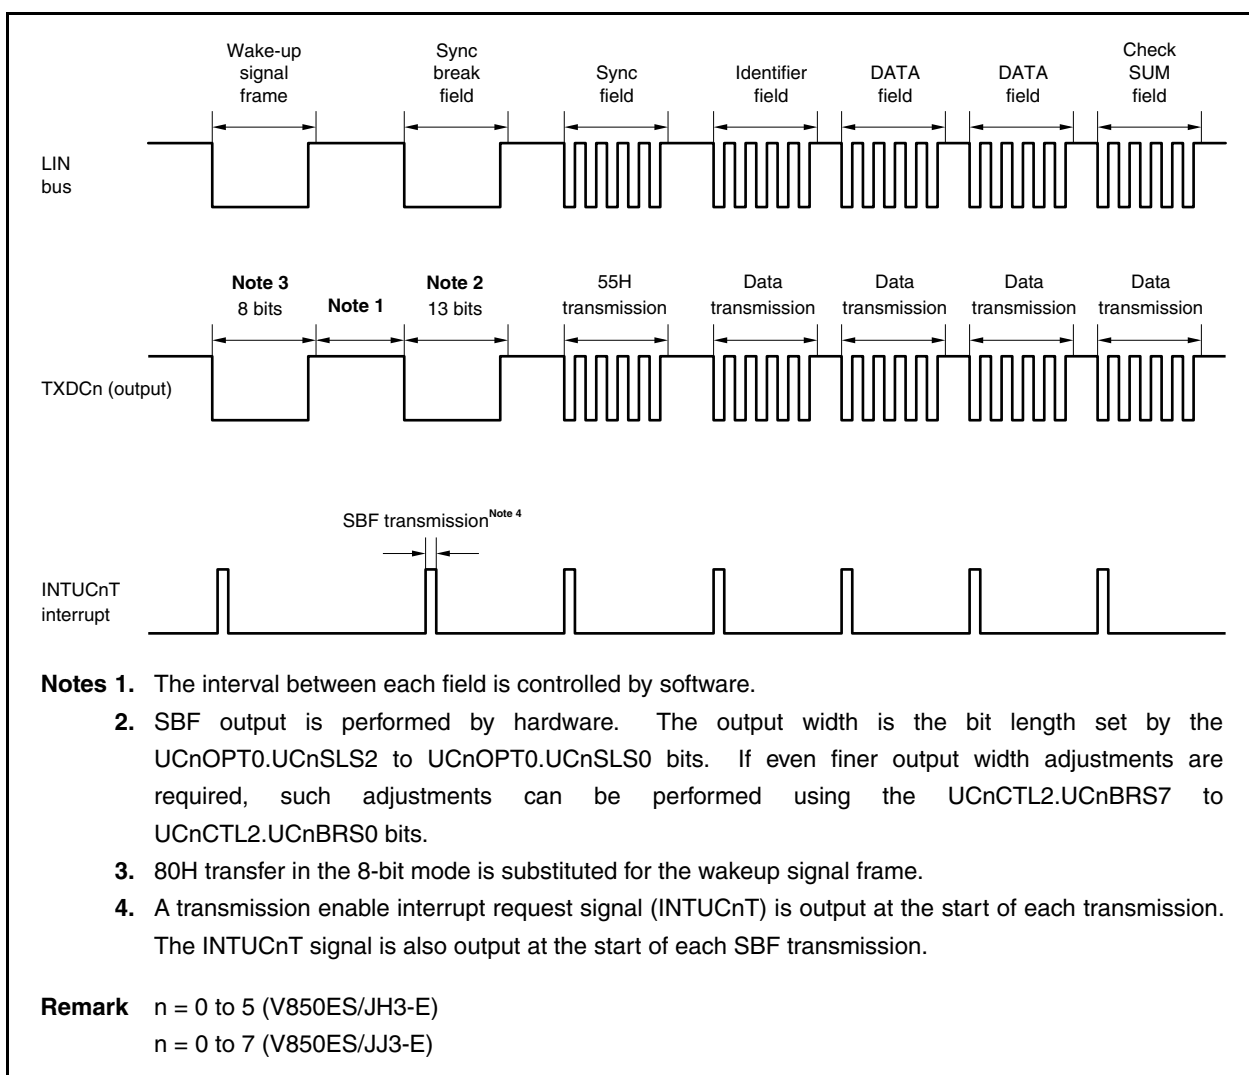 Wake-up
signal
frame
Sync
break
field
Sync
field
Identifier
field
DATA
field
DATA
field
Check
SUM
field
LIN
bus
Note 3
8 bits
Note 1
Note 2
13 bits
55H
transmission
Data
transmission
Data
transmission
Data
transmission
Data
transmission
TXDCn (output)
SBF transmission Note 4
INTUCnT
interrupt
Notes 1. The interval between each field is controlled by software.
2. SBF output is performed by hardware. The output width is the bit length set by the
UCnOPT0.UCnSLS2 to UCnOPT0.UCnSLS0 bits. If even finer output width adjustments are
required, such adjustments can be performed using the UCnCTL2.UCnBRS7 to
UCnCTL2.UCnBRS0 bits.
3. 80H transfer in the 8-bit mode is substituted for the wakeup signal frame.
4. A transmission enable interrupt request signal (INTUCnT) is output at the start of each transmission.
The INTUCnT signal is also output at the start of each SBF transmission.
Remark n = 0 to 5 (V850ES/JH3-E)
n = 0 to 7 (V850ES/JJ3-E)